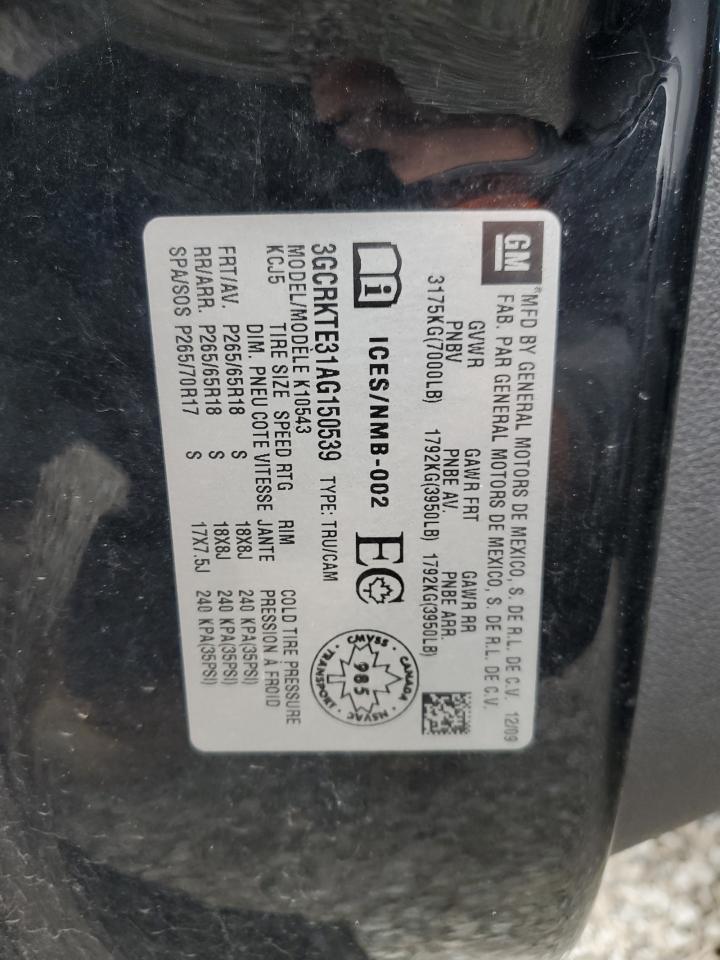 GM
*MFD BY GENERAL MOTORS DE MEXICO, S. DE R.L. DE C.V. 12/09
FAB. PAR GENERAL MOTORS DE MEXICO, S. DE R.L. DE C.V.
GVWR GAWR FRT GAWR RR
PNBV PNBE AV. PNBE ARR.
3175KG(7000LB) 1792KG(3950LB) 1792KG(3950LB)
i ICES/NMB-002 EC
CMVSS · CANADA · NSVAC · TRANSPORT ·
985
3GCRKTE31AG150539 TYPE: TRU/CAM
MODEL/MODÈLE K10543
KCJ5 TIRE SIZE SPEED RTG RIM COLD TIRE PRESSURE
DIM. PNEU COTE VITESSE JANTE PRESSION À FROID
FRT/AV. P265/65R18 S 18X8J 240 KPA(35PSI)
RR/ARR. P265/65R18 S 18X8J 240 KPA(35PSI)
SPA/SOS P265/70R17 S 17X7.5J 240 KPA(35PSI)